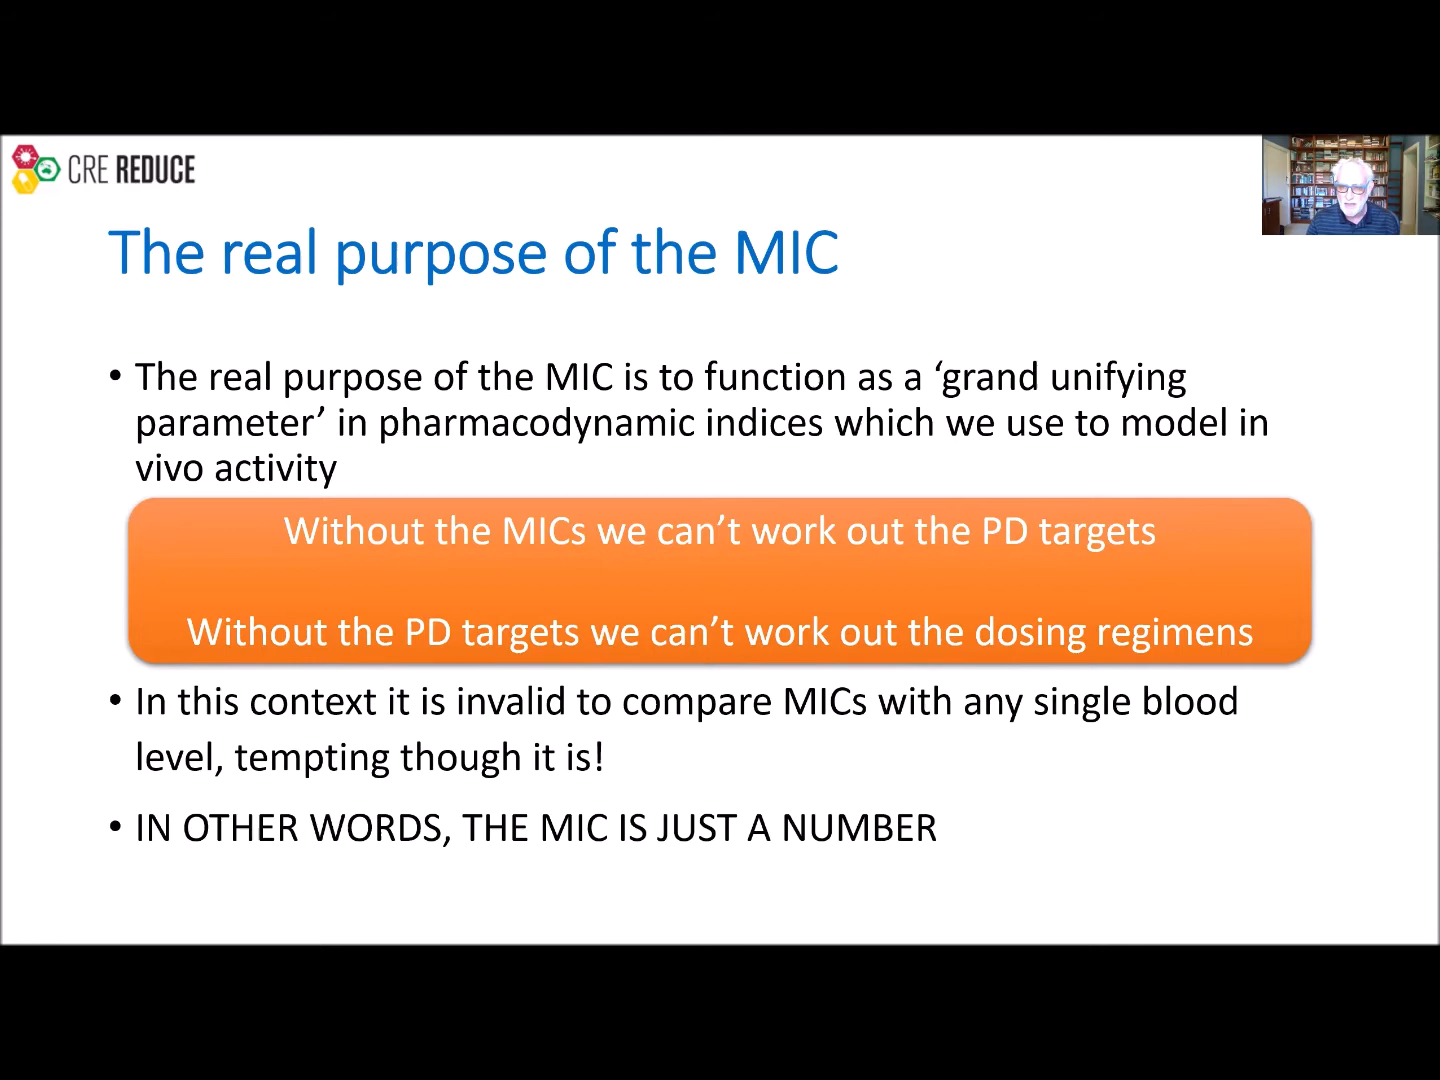 CRE REDUCE
The real purpose of the MIC
• The real purpose of the MIC is to function as a ‘grand unifying
parameter’ in pharmacodynamic indices which we use to model in
vivo activity
Without the MICs we can’t work out the PD targets
Without the PD targets we can’t work out the dosing regimens
• In this context it is invalid to compare MICs with any single blood
level, tempting though it is!
• IN OTHER WORDS, THE MIC IS JUST A NUMBER